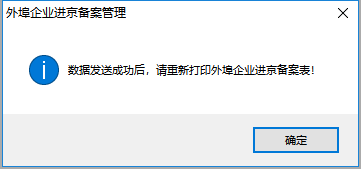 外埠企业进京备案管理
数据发送成功后，请重新打印外埠企业进京备案表！
确定